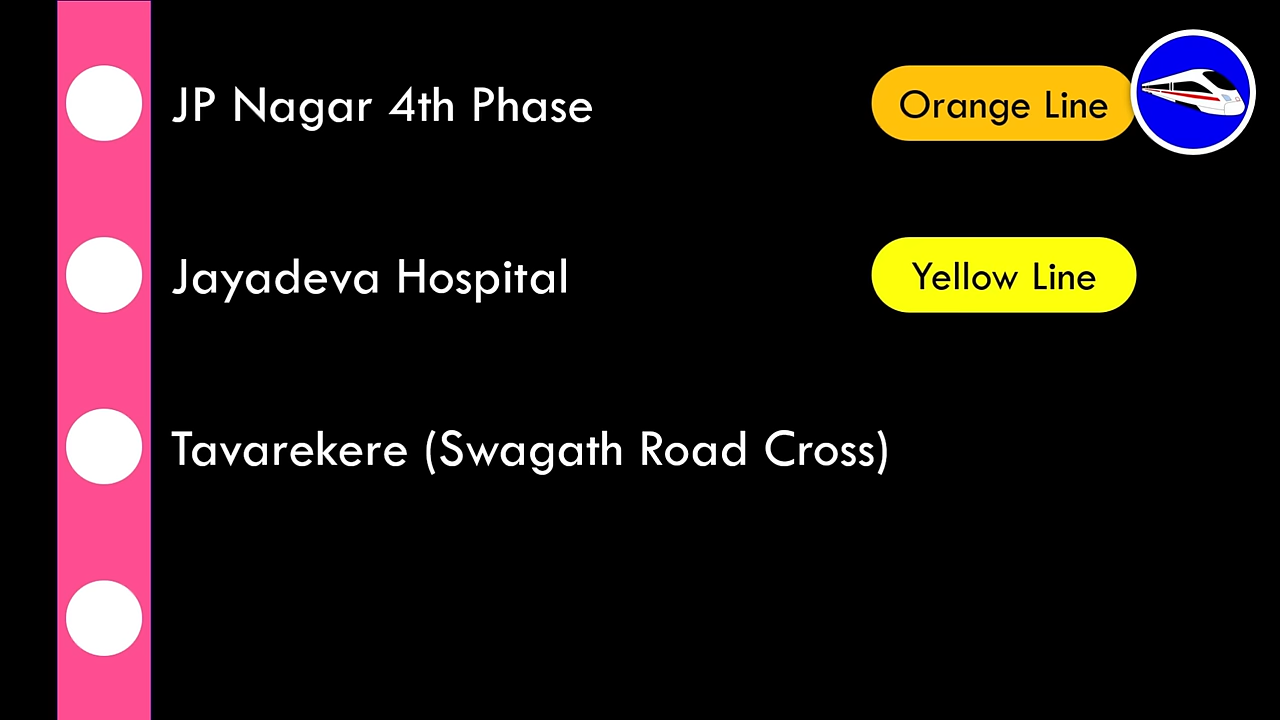 JP Nagar 4th Phase
Orange Line
Jayadeva Hospital
Yellow Line
Tavarekere (Swagath Road Cross)